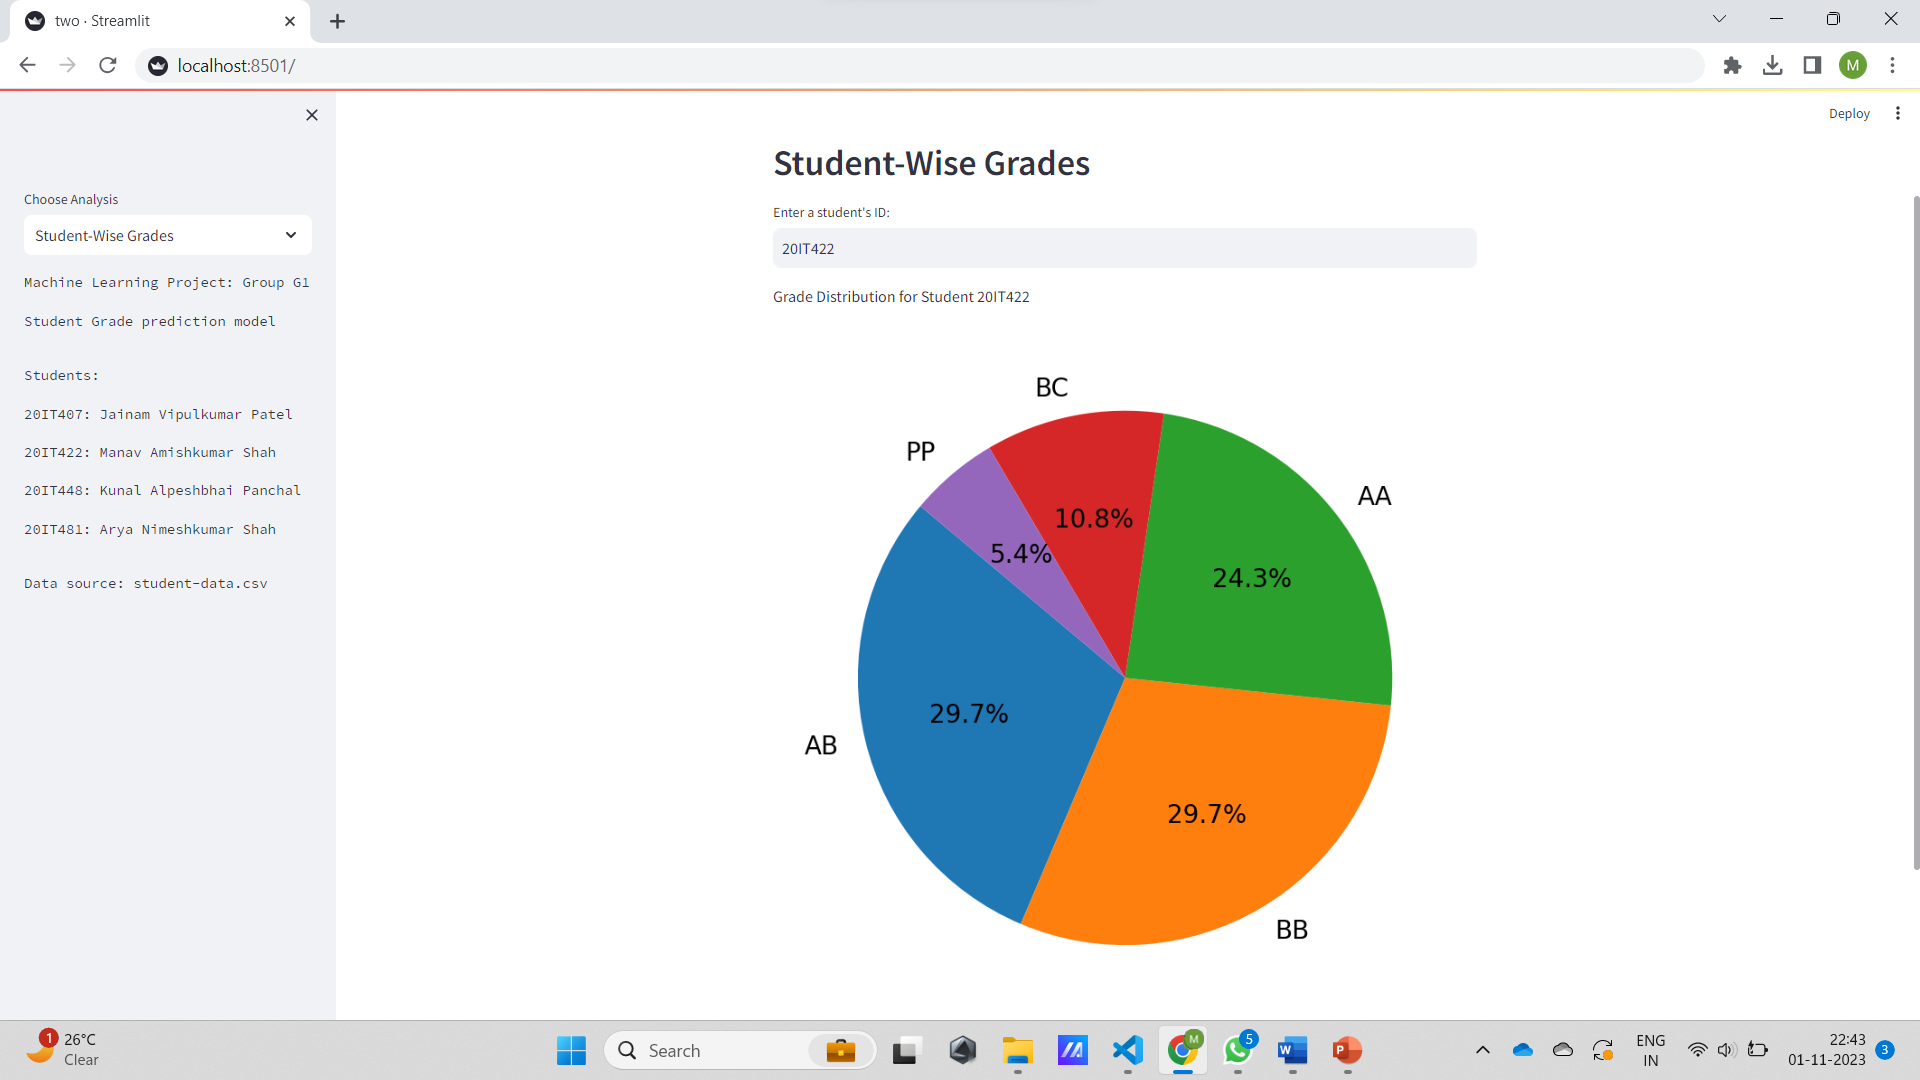 two · Streamlit
localhost:8501/
M
Deploy
Choose Analysis
Student-Wise Grades
Machine Learning Project: Group G1
Student Grade prediction model
Students:
20IT407: Jainam Vipulkumar Patel
20IT422: Manav Amishkumar Shah
20IT448: Kunal Alpeshbhai Panchal
20IT481: Arya Nimeshkumar Shah
Data source: student-data.csv
Student-Wise Grades
Enter a student's ID:
20IT422
Grade Distribution for Student 20IT422
BC
PP
AA
10.8%
5.4%
24.3%
29.7%
AB
29.7%
BB
1
26°C
Clear
Search
M
5
W
P
ENG
IN
22:43
01-11-2023
3